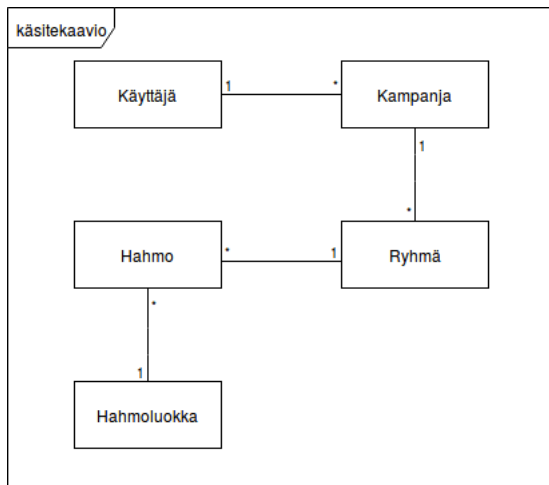 käsitekaavio
Käyttäjä
1
*
Kampanja
1
*
Hahmo
*
1
Ryhmä
*
1
Hahmoluokka